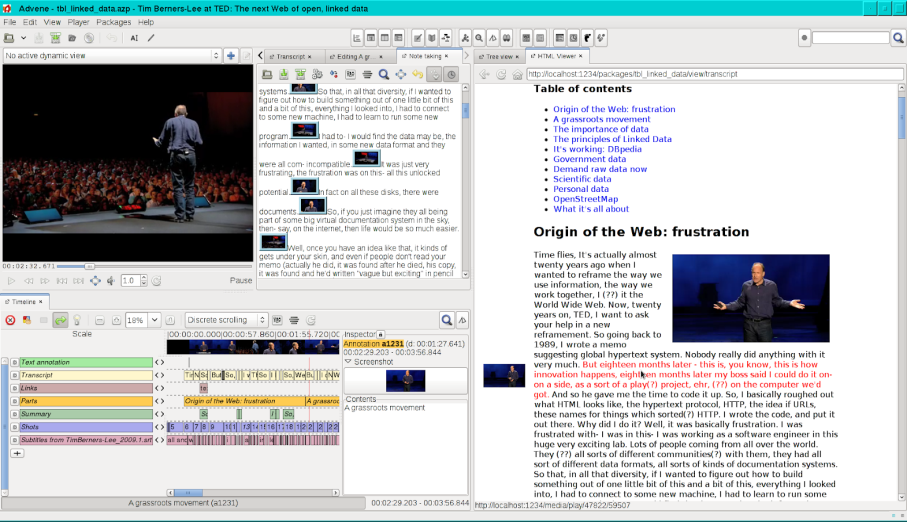 Advene - tbl_linked_data.azp - Tim Berners-Lee at TED: The next Web of open, linked data
File Edit View Player Packages Help
No active dynamic view
00:02:32.671
1.0
Pause
Transcript
Editing A gr...
Note taking
systems. So that, in all that diversity, if I wanted to
figure out how to build something out of one little bit of this
and a bit of this, everything I looked into, I had to connect
to some new machine, I had to learn to run some new
program. I had to- I would find the data may be, the
information I wanted, in some new data format and they
were all com- incompatible. It was just very
frustrating, the frustration was on this- all this unlocked
potential. In fact on all these disks, there were
documents. So, if you just imagine they all being
part of some big virtual documentation system in the sky,
then- say, on the internet, then life would be so much easier.
Well, once you have an idea like that, it kinds of
gets under your skin, and even if people don't read your
memo (actually he did, it was found after he died, his copy,
it was found and he'd written "vague but exciting" in pencil
Timeline
18%
Discrete scrolling
Scale
00:00:00.000
00:00:57.860
00:01:55.720
Text annotation
Transcript
Links
Parts
Origin of the Web: frustration
A grassroo
Summary
Shots
Subtitles from TimBerners-Lee_2009.1.srt
Inspector
Annotation a1231 (d: 00:01:27.641)
00:02:29.203 - 00:03:56.844
Screenshot
Contents
A grassroots movement
A grassroots movement (a1231)
00:02:29.203 - 00:03:56.844
Tree view
HTML Viewer
http://localhost:1234/packages/tbl_linked_data/view/transcript
Table of contents
Origin of the Web: frustration
A grassroots movement
The importance of data
The principles of Linked Data
It's working: DBpedia
Government data
Demand raw data now
Scientific data
Personal data
OpenStreetMap
What it's all about
Origin of the Web: frustration
Time flies, It's actually almost
twenty years ago when I
wanted to reframe the way we
use information, the way we
work together, I (??) it the
World Wide Web. Now, twenty
years on, TED, I want to ask
your help in a new
reframement. So going back to
1989, I wrote a memo
suggesting global hypertext system. Nobody really did anything with it
very much. But eighteen months later - this is, you know, this is how
innovation happens, eighteen months later my boss said I could do it on-
on a side, as a sort of a play(?) project, ehr, (??) on the computer we'd
got. And so he gave me the time to code it up. So, I basically roughed out
what HTML looks like, the hypertext protocol, HTTP, the idea if URLs,
these names for things which sorted(?) HTTP. I wrote the code, and put it
out there. Why did I do it? Well, it was basically frustration. I was
frustrated with- I was in this- I was working as a software engineer in this
huge very exciting lab. Lots of people coming from all over the world.
They (??) all sorts of different communities(?) with them, they had all
sort of different data formats, all sorts of kinds of documentation systems.
So that, in all that diversity, if I wanted to figure out how to build
something out of one little bit of this and a bit of this, everything I looked
into, I had to connect to some new machine, I had to learn to run some
http://localhost:1234/media/play/47822/59507